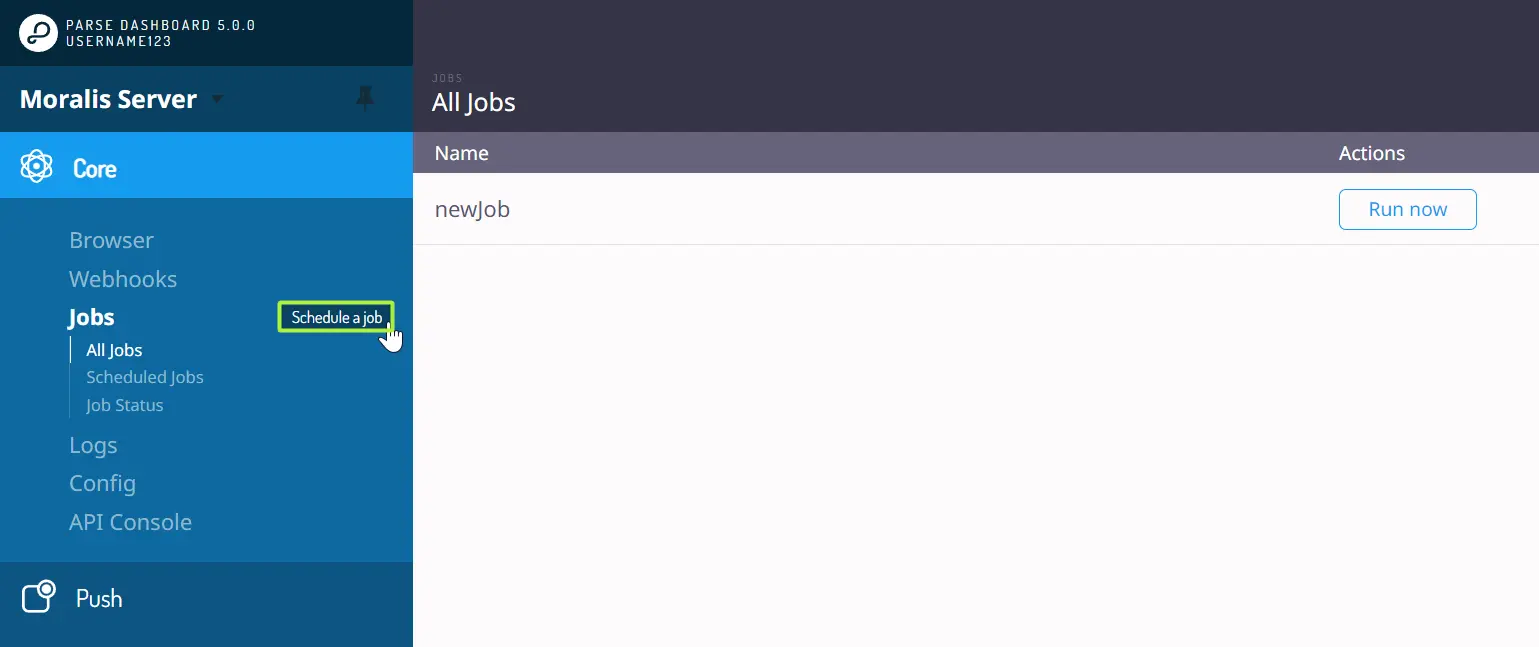 PARSE DASHBOARD 5.0.0
USERNAME123
Moralis Server
Core
Browser
Webhooks
Jobs
Schedule a job
All Jobs
Scheduled Jobs
Job Status
Logs
Config
API Console
Push
JOBS
All Jobs
Name Actions
newJob Run now